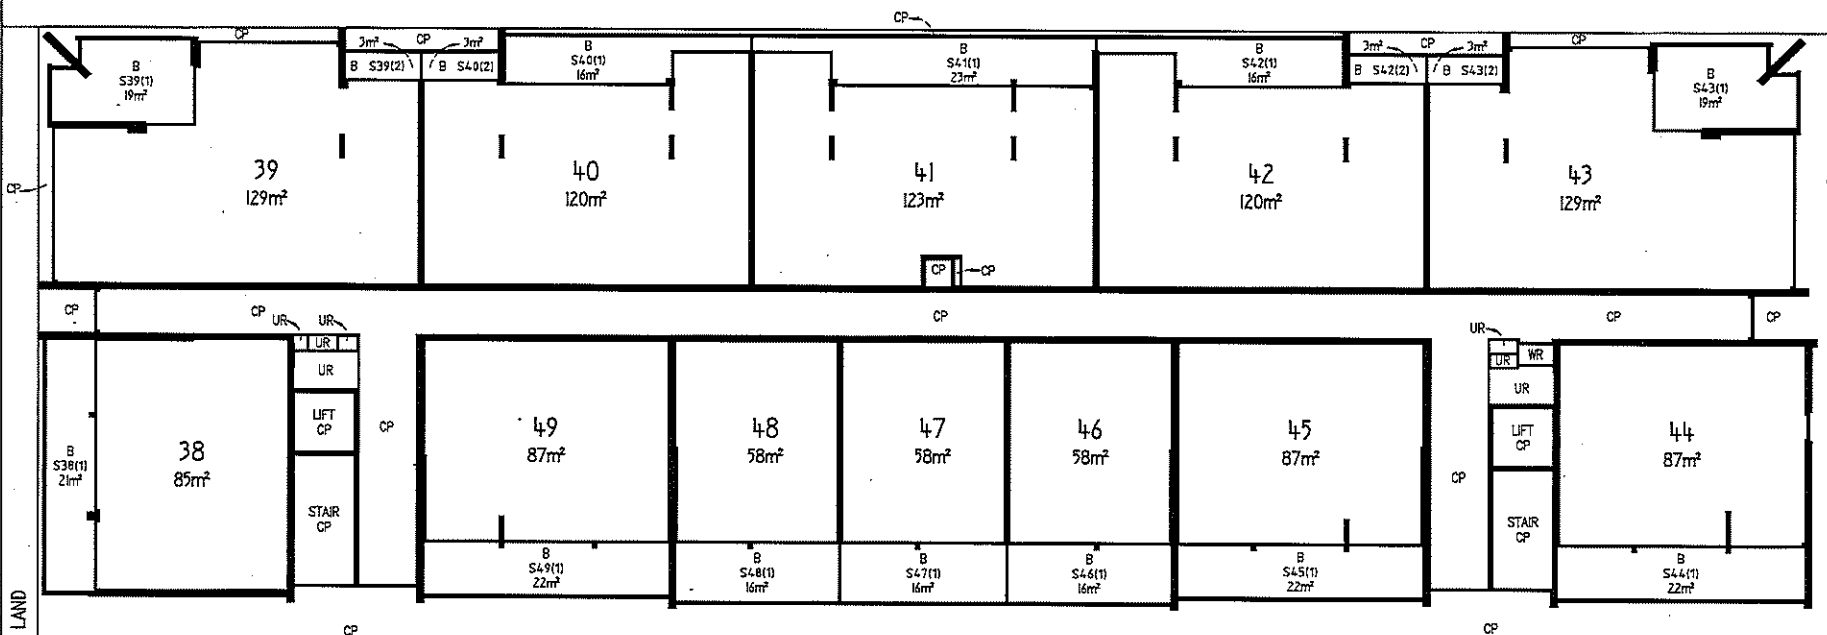 CP
CP
3m²
CP
3m²
B S39(2)
B S40(2)
B
S39(1)
19m²
B
S40(1)
16m²
B
S41(1)
23m²
B
S42(1)
16m²
3m²
CP
3m²
B S42(2)
B S43(2)
CP
B
S43(1)
19m²
CP
39
129m²
40
120m²
41
123m²
42
120m²
43
129m²
CP
CP
CP
CP
UR
UR
CP
UR
CP
CP
UR
UR
UR
WR
UR
LIFT
CP
CP
B
S38(1)
21m²
38
85m²
STAIR
CP
49
87m²
48
58m²
47
58m²
46
58m²
45
87m²
CP
LIFT
CP
STAIR
CP
44
87m²
B
S49(1)
22m²
B
S48(1)
16m²
B
S47(1)
16m²
B
S46(1)
16m²
B
S45(1)
22m²
B
S44(1)
22m²
LAND
CP
CP